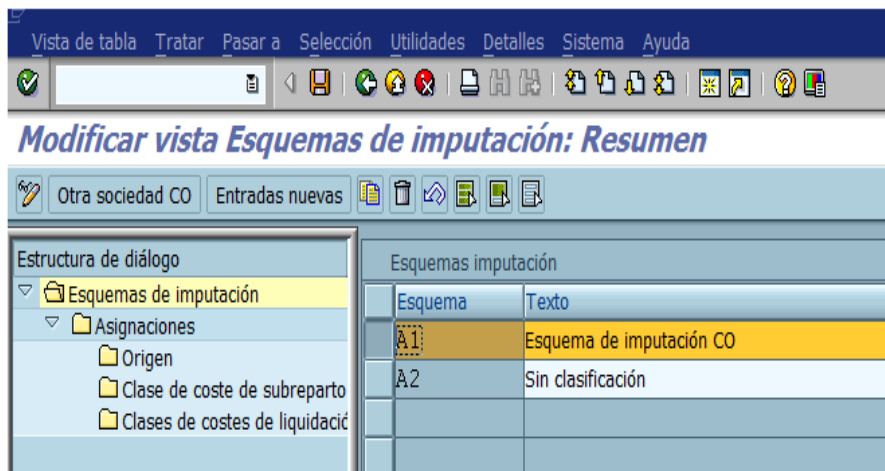 Vista de tabla Tratar Pasar a Selección Utilidades Detalles Sistema Ayuda
Modificar vista Esquemas de imputación: Resumen
Otra sociedad CO Entradas nuevas
Estructura de diálogo
Esquemas de imputación
Asignaciones
Origen
Clase de coste de subreparto
Clases de costes de liquidació
Esquemas imputación
Esquema Texto
A1 Esquema de imputación CO
A2 Sin clasificación